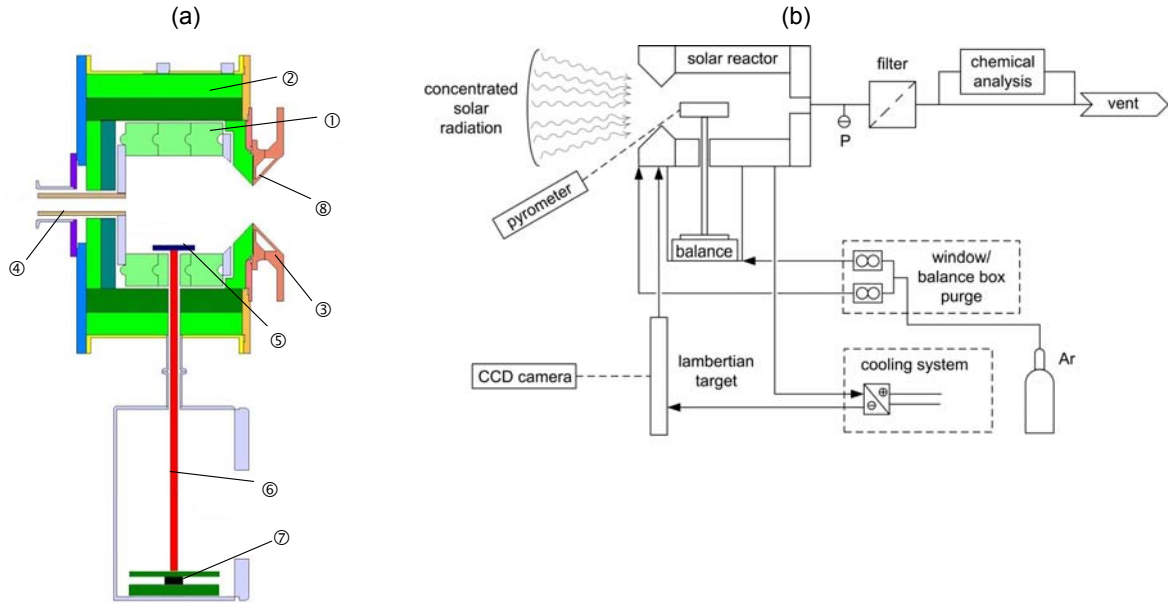 (a)
②
①
⑧
④
③
⑤
⑥
⑦
(b)
concentrated
solar
radiation
solar reactor
pyrometer
balance
P
filter
chemical
analysis
vent
window/
balance box
purge
Ar
CCD camera
lambertian
target
cooling system
⊕
⊖